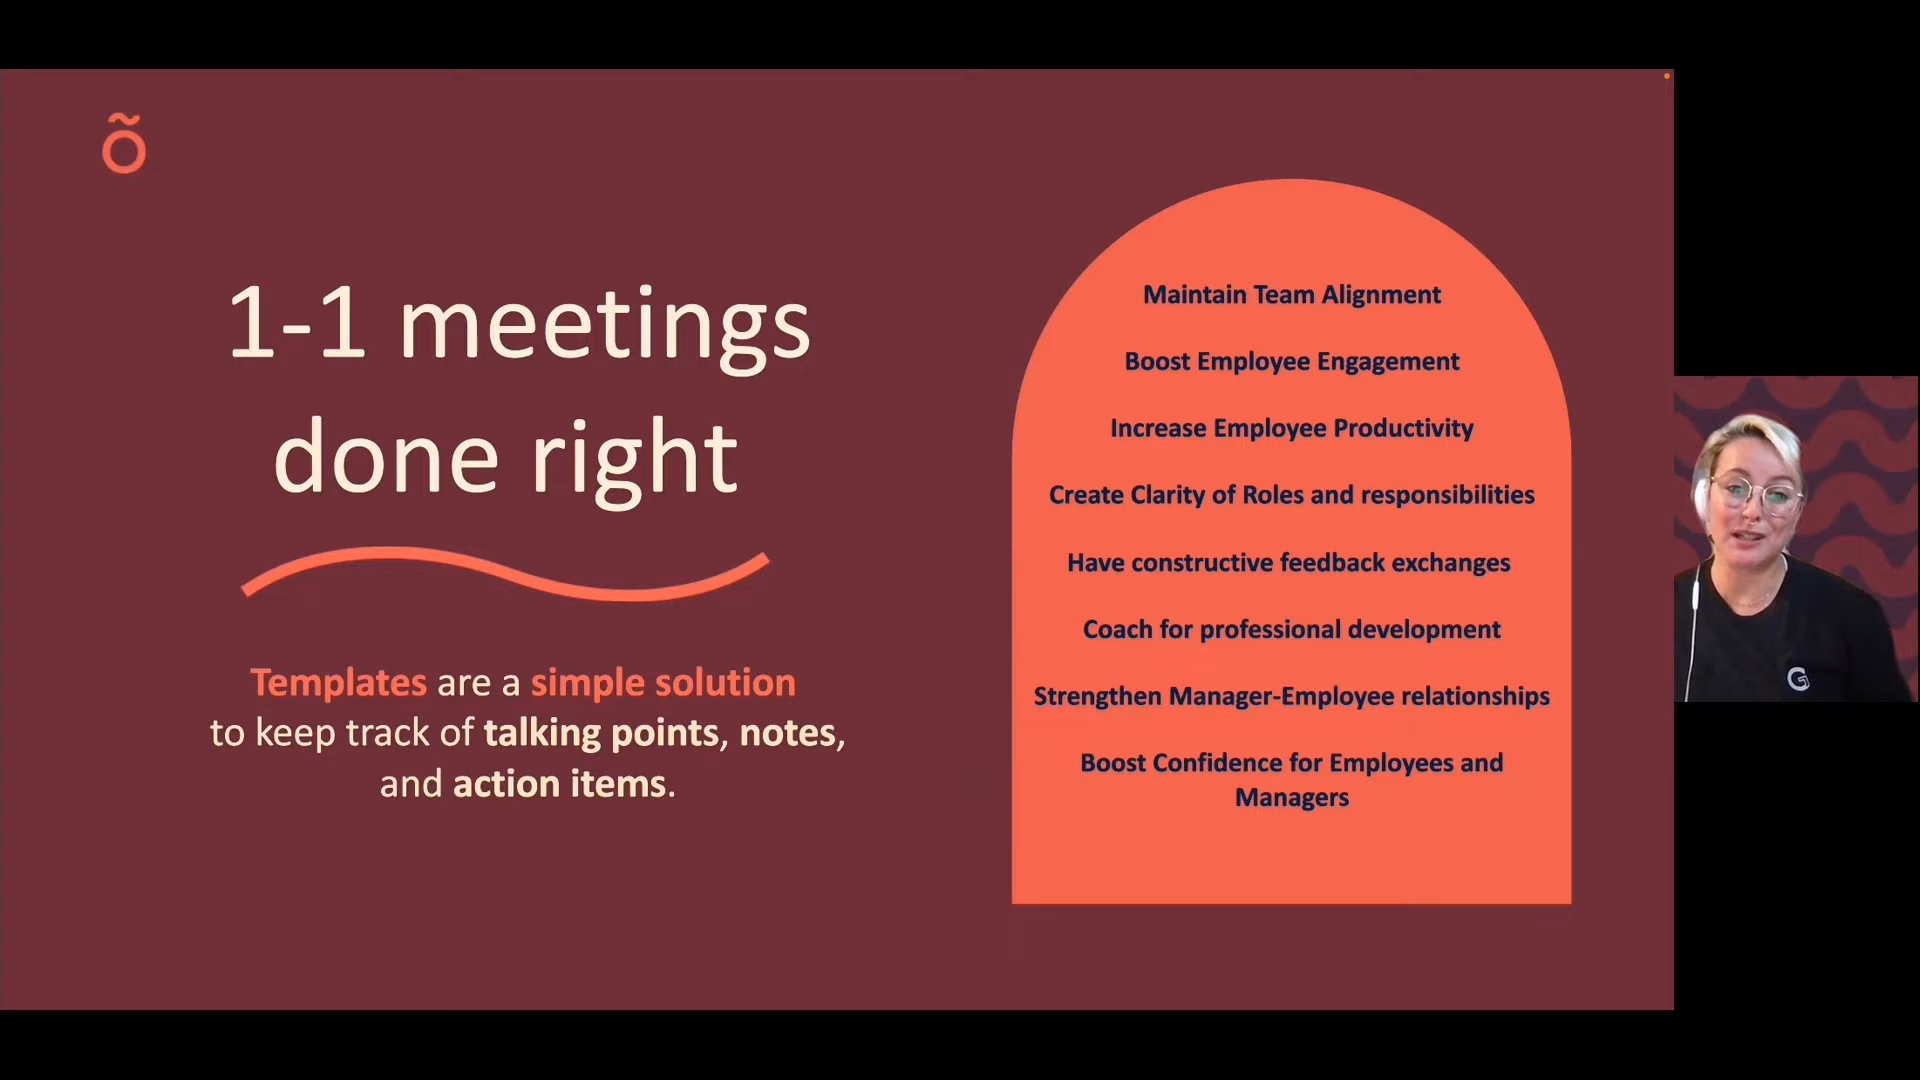 õ
1-1 meetings
done right
Templates are a simple solution
to keep track of talking points, notes,
and action items.
Maintain Team Alignment
Boost Employee Engagement
Increase Employee Productivity
Create Clarity of Roles and responsibilities
Have constructive feedback exchanges
Coach for professional development
Strengthen Manager-Employee relationships
Boost Confidence for Employees and
Managers
G